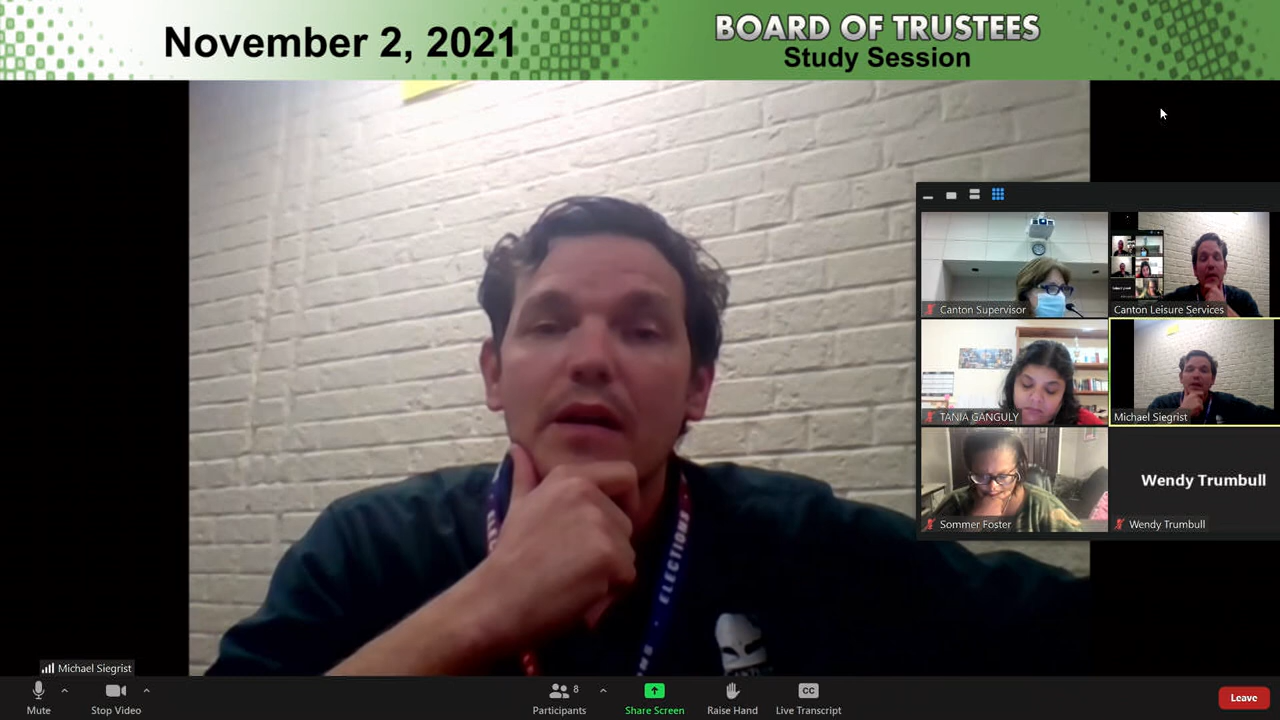 November 2, 2021
BOARD OF TRUSTEES
Study Session
Canton Supervisor
Canton Leisure Services
TANIA GANGULY
Michael Siegrist
Wendy Trumbull
Sommer Foster
Wendy Trumbull
ELECTIONS
Michael Siegrist
Mute
Stop Video
8
Participants
Share Screen
Raise Hand
CC
Live Transcript
Leave